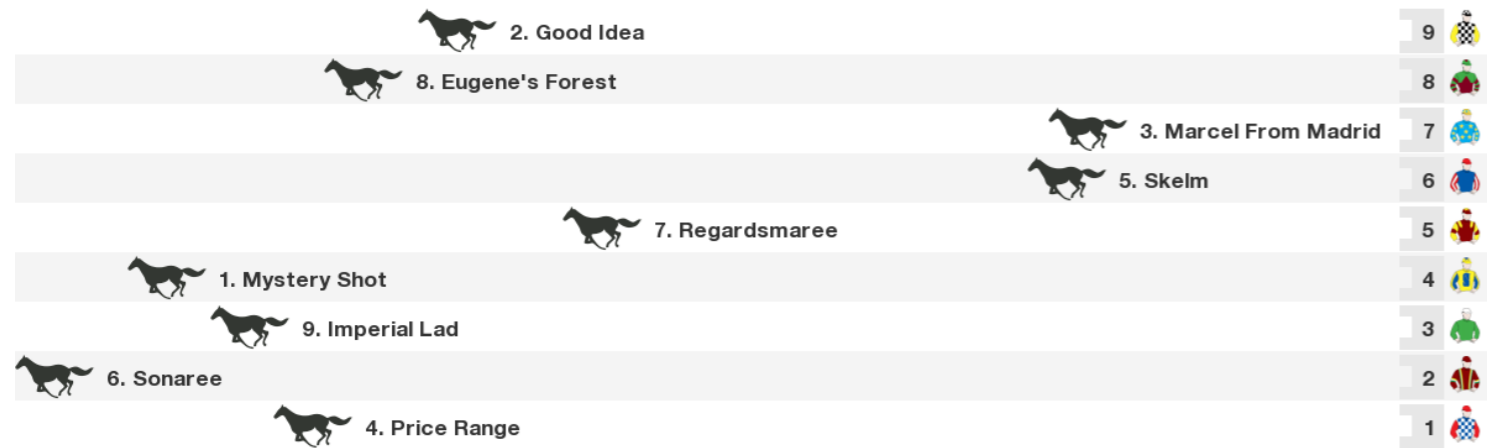 2. Good Idea 9
8. Eugene's Forest 8
3. Marcel From Madrid 7
5. Skelm 6
7. Regardsmaree 5
1. Mystery Shot 4
9. Imperial Lad 3
6. Sonaree 2
4. Price Range 1